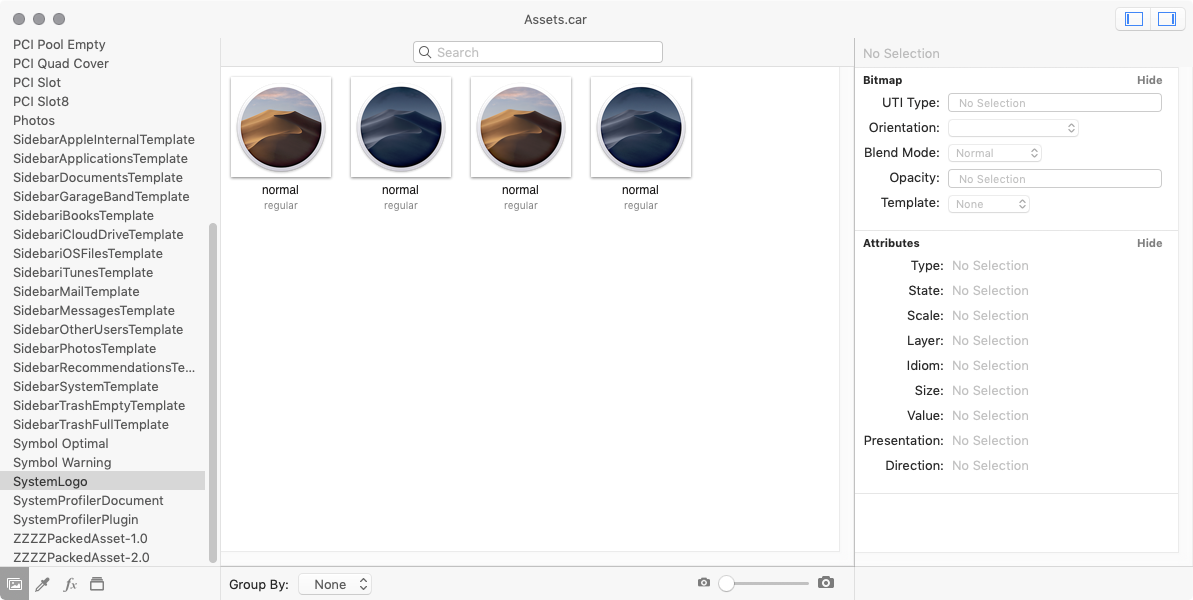 Assets.car
PCI Pool Empty
PCI Quad Cover
PCI Slot
PCI Slot8
Photos
SidebarAppleInternalTemplate
SidebarApplicationsTemplate
SidebarDocumentsTemplate
SidebarGarageBandTemplate
SidebariBooksTemplate
SidebariCloudDriveTemplate
SidebariOSFilesTemplate
SidebariTunesTemplate
SidebarMailTemplate
SidebarMessagesTemplate
SidebarOtherUsersTemplate
SidebarPhotosTemplate
SidebarRecommendationsTe...
SidebarSystemTemplate
SidebarTrashEmptyTemplate
SidebarTrashFullTemplate
Symbol Optimal
Symbol Warning
SystemLogo
SystemProfilerDocument
SystemProfilerPlugin
ZZZZPackedAsset-1.0
ZZZZPackedAsset-2.0
fx
Search
normal normal normal normal
regular regular regular regular
Group By: None
No Selection
Bitmap Hide
UTI Type: No Selection
Orientation:
Blend Mode: Normal
Opacity: No Selection
Template: None
Attributes Hide
Type: No Selection
State: No Selection
Scale: No Selection
Layer: No Selection
Idiom: No Selection
Size: No Selection
Value: No Selection
Presentation: No Selection
Direction: No Selection